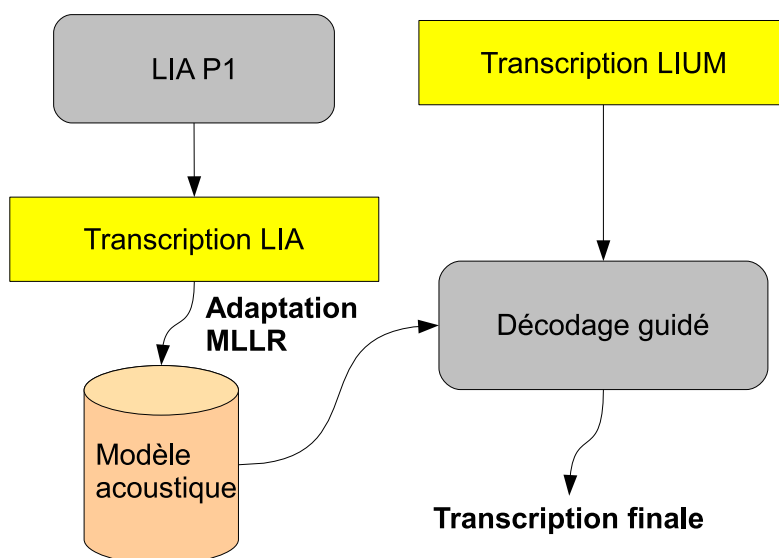 LIA P1
Transcription LIUM
Transcription LIA
Adaptation
MLLR
Décodage guidé
Modèle
acoustique
Transcription finale